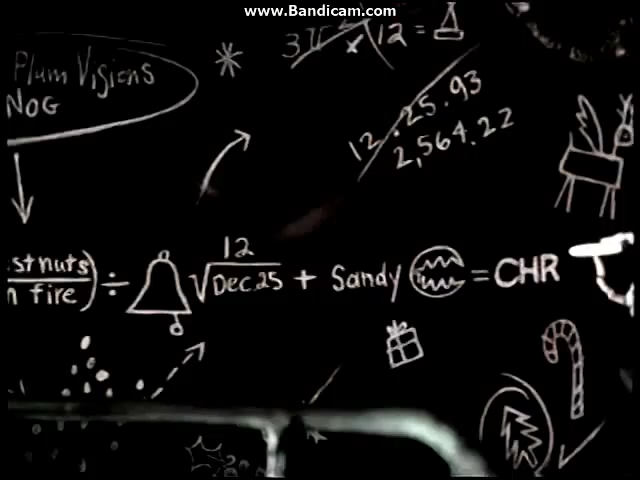 www.Bandicam.com
Plum Visions
NOG
12 =
12.25.93
2,564.22
stnuts
n fire
÷
12
√Dec.25 + Sandy = CHR